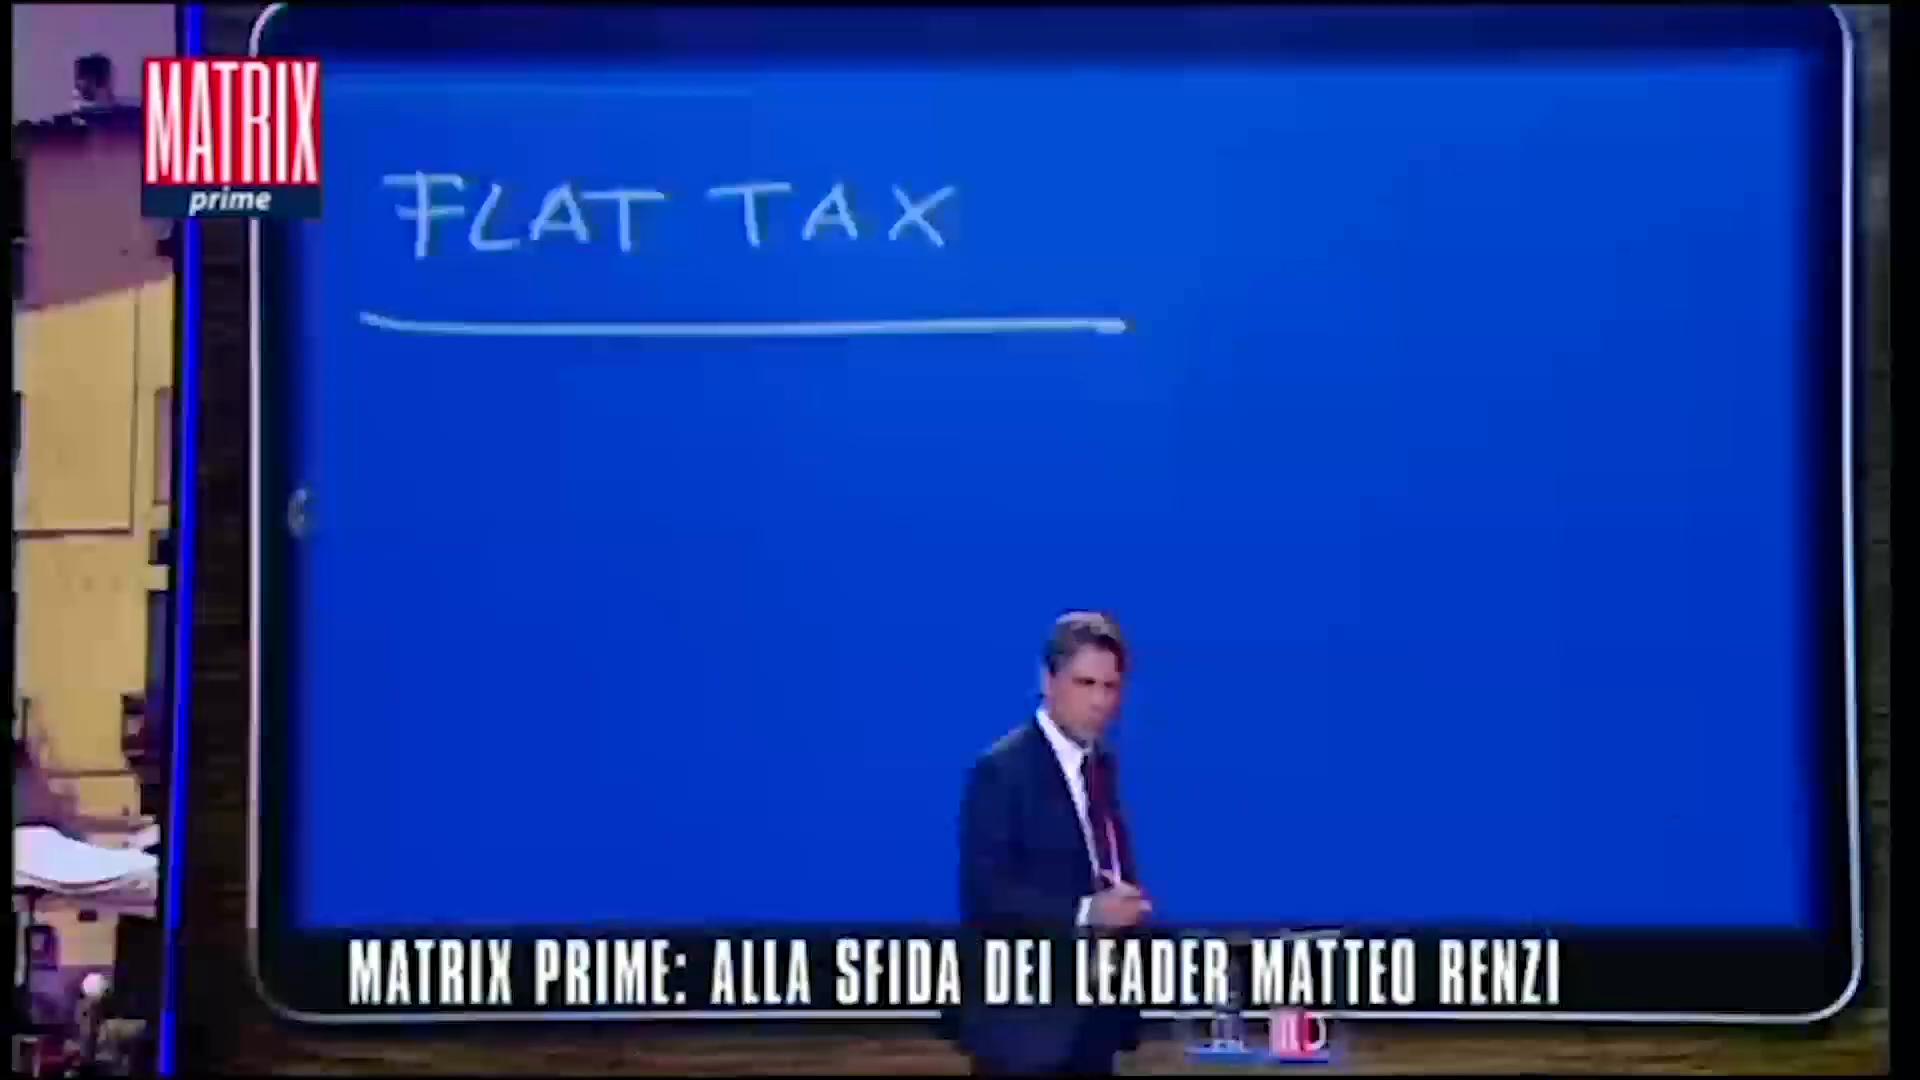 MATRIX
prime
FLAT TAX
MATRIX PRIME: ALLA SFIDA DEI LEADER MATTEO RENZI